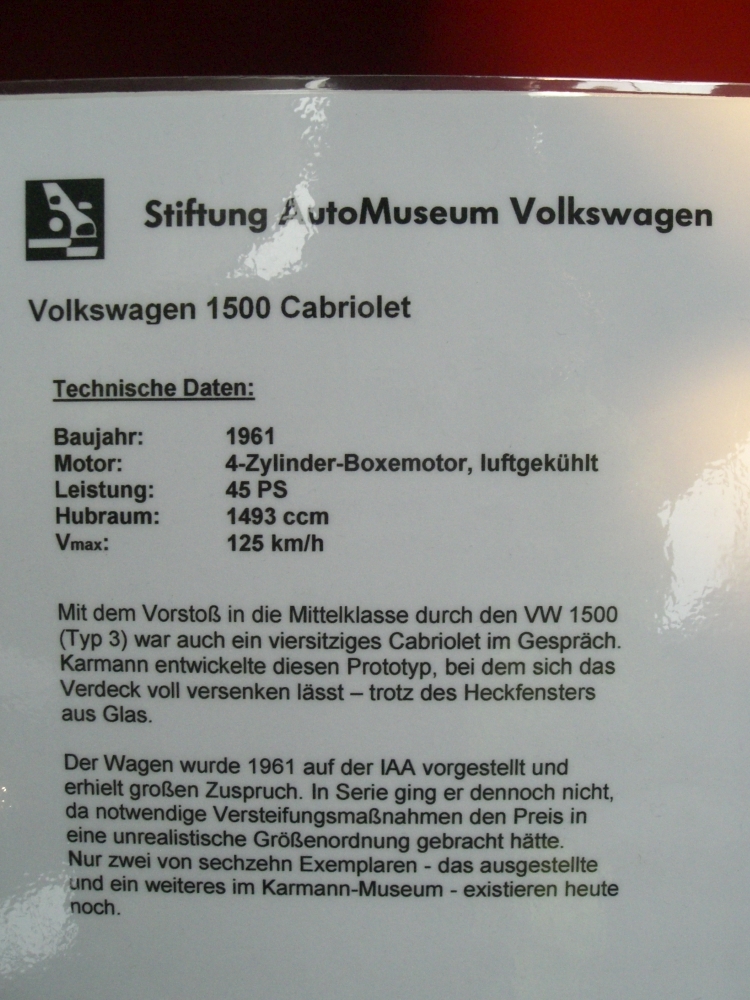 Stiftung AutoMuseum Volkswagen
Volkswagen 1500 Cabriolet
Technische Daten:
Baujahr: 1961
Motor: 4-Zylinder-Boxemotor, luftgekühlt
Leistung: 45 PS
Hubraum: 1493 ccm
Vmax: 125 km/h
Mit dem Vorstoß in die Mittelklasse durch den VW 1500
(Typ 3) war auch ein viersitziges Cabriolet im Gespräch.
Karmann entwickelte diesen Prototyp, bei dem sich das
Verdeck voll versenken lässt – trotz des Heckfensters
aus Glas.
Der Wagen wurde 1961 auf der IAA vorgestellt und
erhielt großen Zuspruch. In Serie ging er dennoch nicht,
da notwendige Versteifungsmaßnahmen den Preis in
eine unrealistische Größenordnung gebracht hätte.
Nur zwei von sechzehn Exemplaren - das ausgestellte
und ein weiteres im Karmann-Museum - existieren heute
noch.